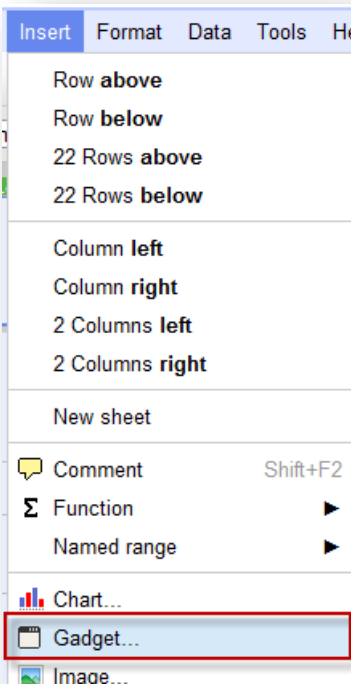 Insert Format Data Tools He
Row above
Row below
22 Rows above
22 Rows below
Column left
Column right
2 Columns left
2 Columns right
New sheet
Comment Shift+F2
Σ Function
Named range
Chart...
Gadget...
Image...